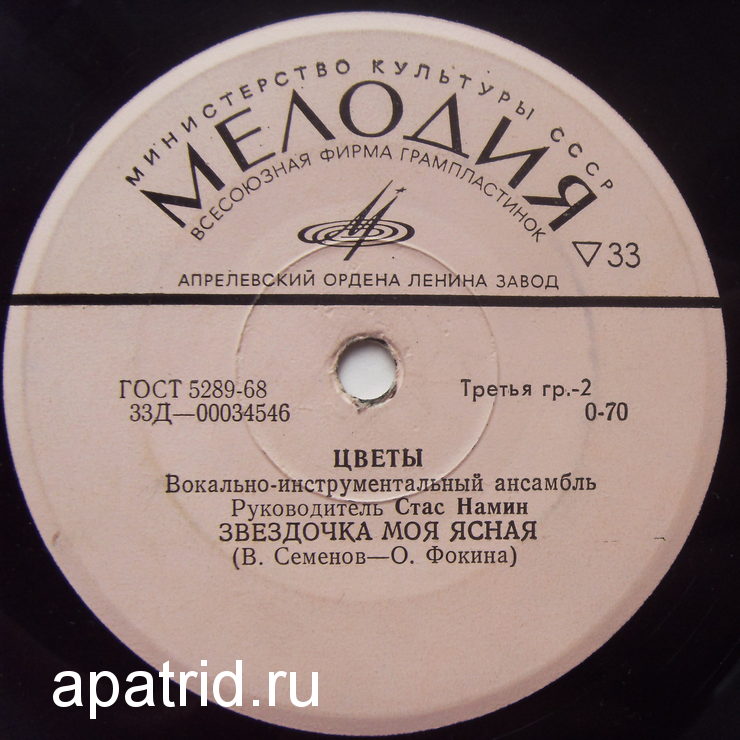 МИНИСТЕРСТВО КУЛЬТУРЫ СССР
МЕЛОДИЯ
ВСЕСОЮЗНАЯ ФИРМА ГРАМПЛАСТИНОК
▽33
АПРЕЛЕВСКИЙ ОРДЕНА ЛЕНИНА ЗАВОД
ГОСТ 5289-68
Третья гр.-2
33Д—00034546
0-70
ЦВЕТЫ
Вокально-инструментальный ансамбль
Руководитель Стас Намин
ЗВЕЗДОЧКА МОЯ ЯСНАЯ
(В. Семенов—О. Фокина)
apatrid.ru